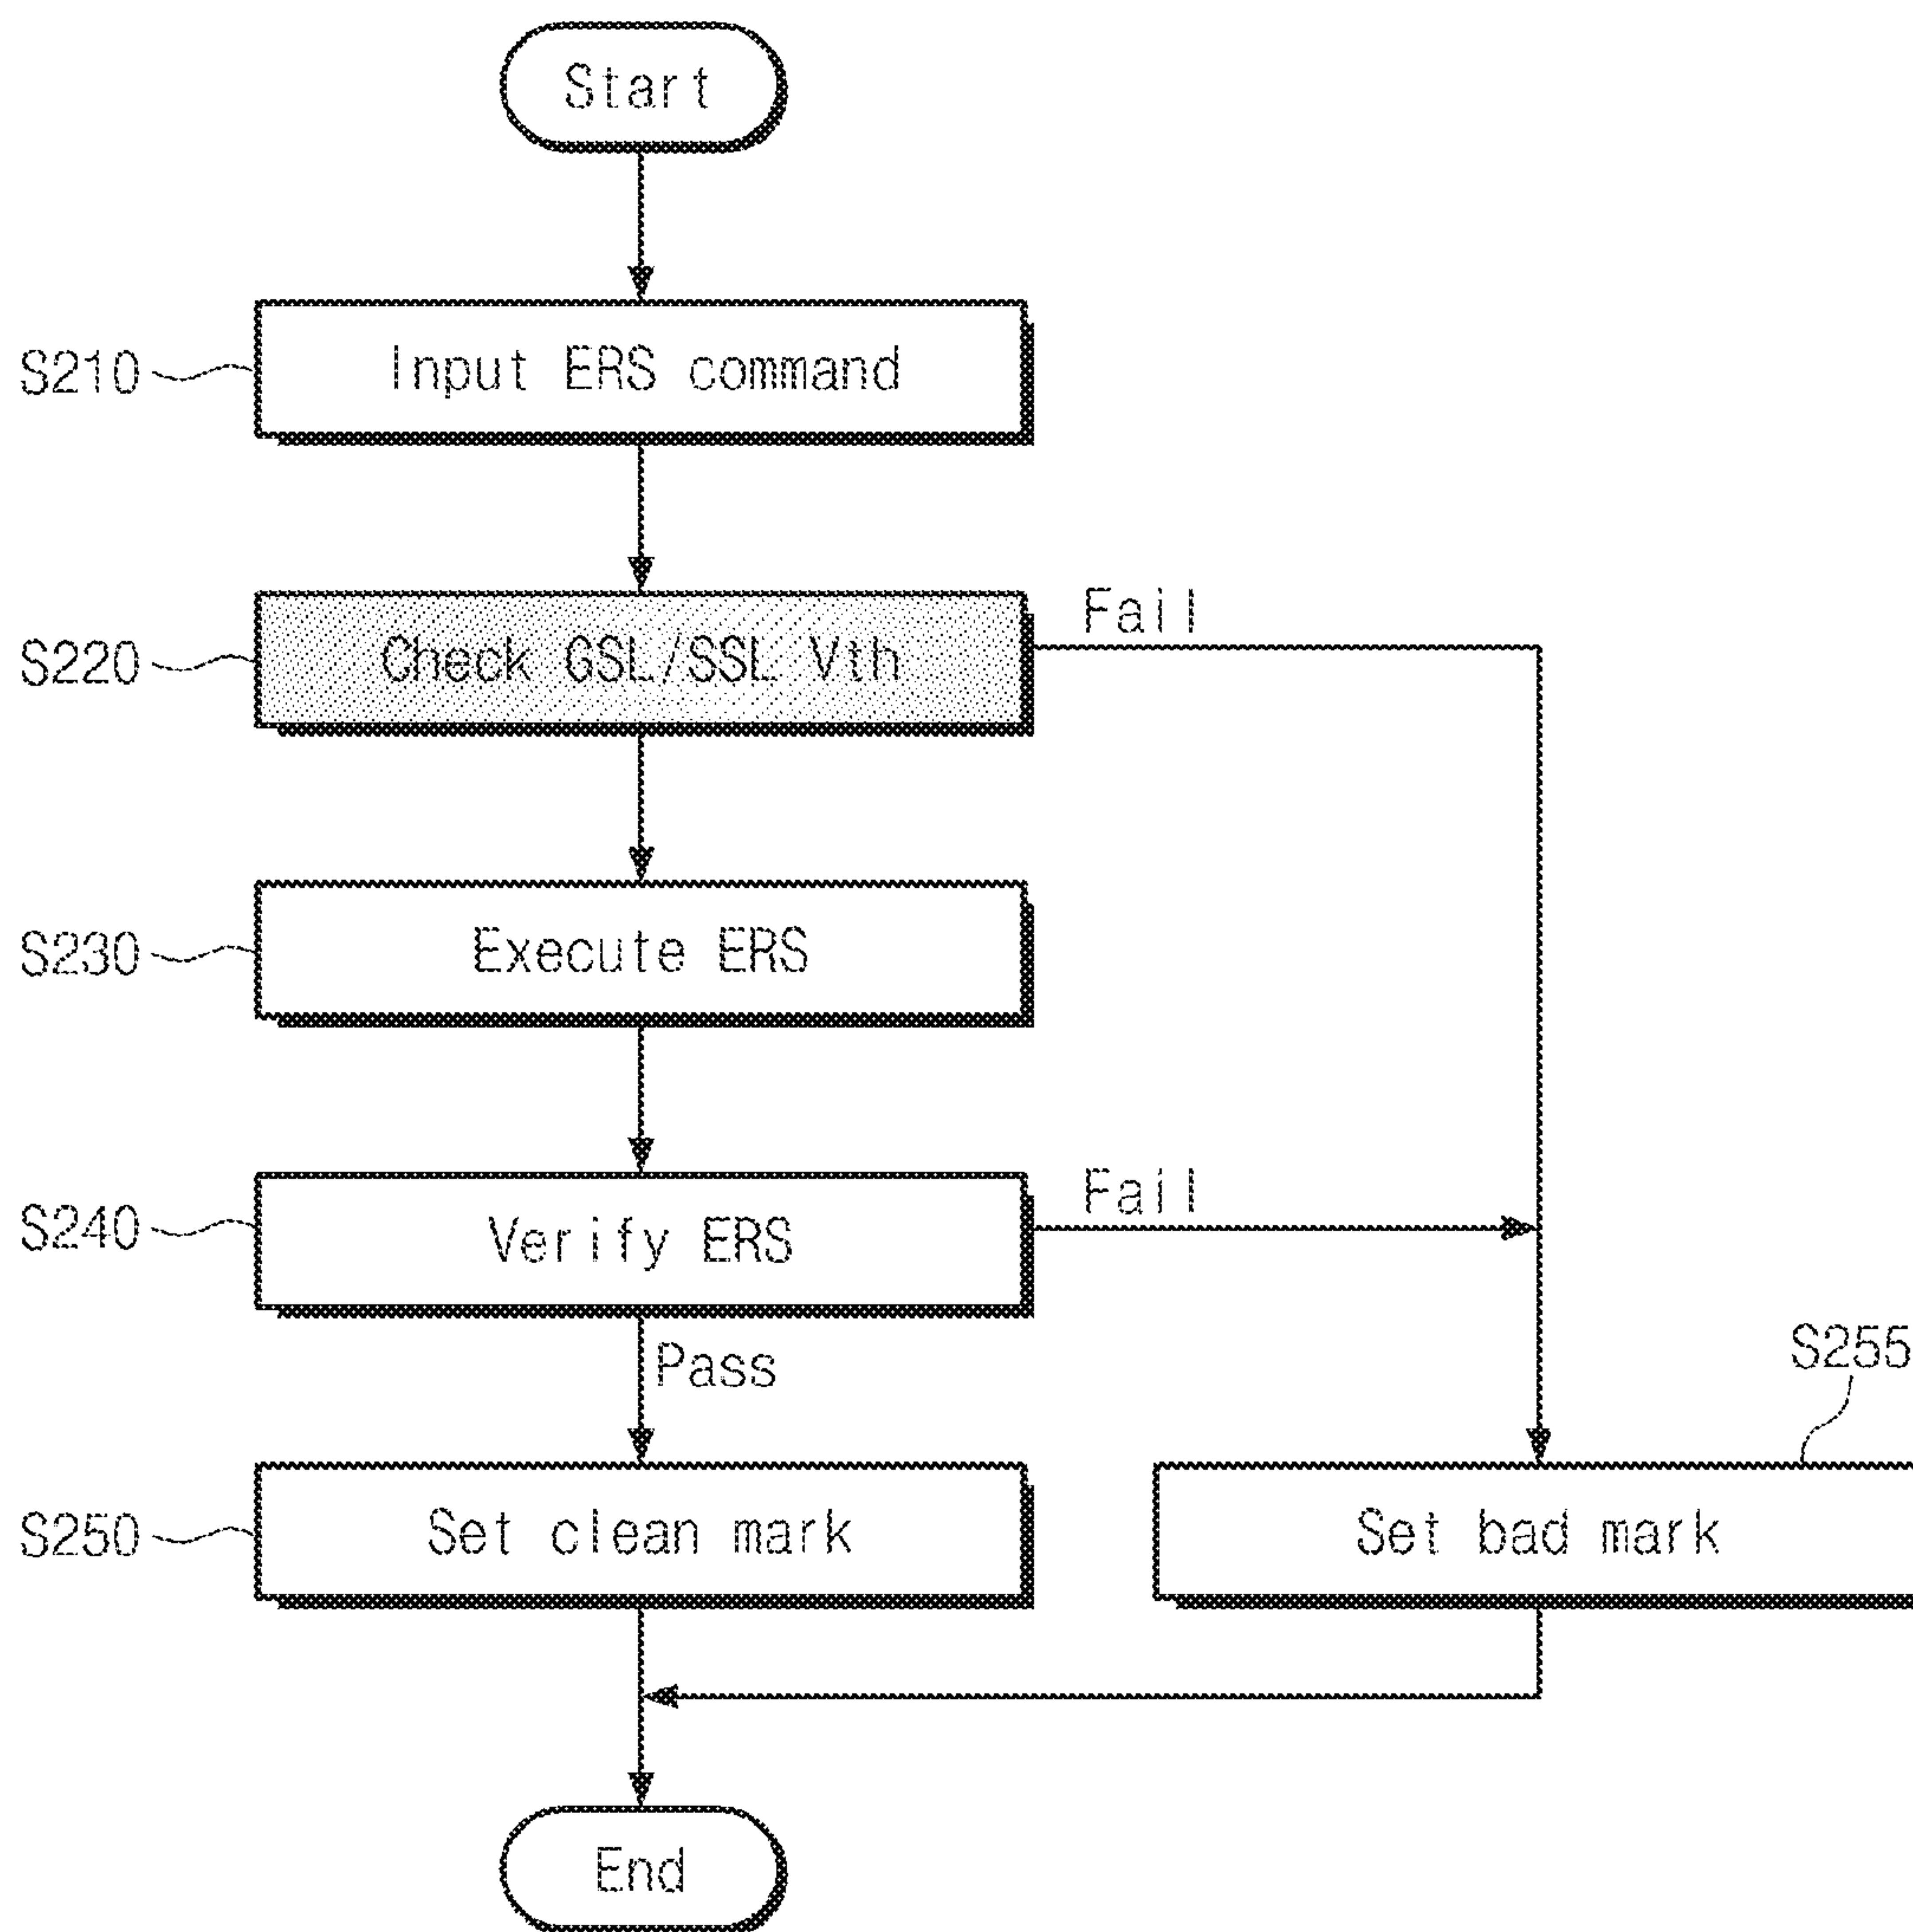 Start
S210
Input ERS command
S220
Check GSL/SSL Vth
Fail
S230
Execute ERS
S240
Verify ERS
Fail
Pass
S255
S250
Set clean mark
Set bad mark
End